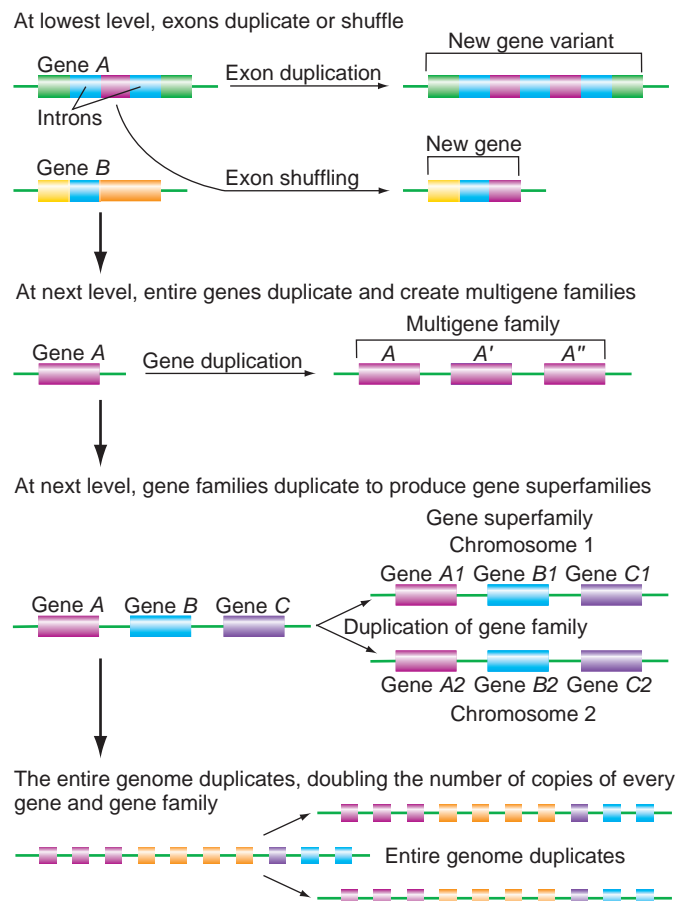 At lowest level, exons duplicate or shuffle
New gene variant
Gene A
Exon duplication
Introns
New gene
Gene B
Exon shuffling
At next level, entire genes duplicate and create multigene families
Multigene family
Gene A
Gene duplication
A
A'
A"
At next level, gene families duplicate to produce gene superfamilies
Gene superfamily
Chromosome 1
Gene A1 Gene B1 Gene C1
Gene A Gene B Gene C
Duplication of gene family
Gene A2 Gene B2 Gene C2
Chromosome 2
The entire genome duplicates, doubling the number of copies of every
gene and gene family
Entire genome duplicates